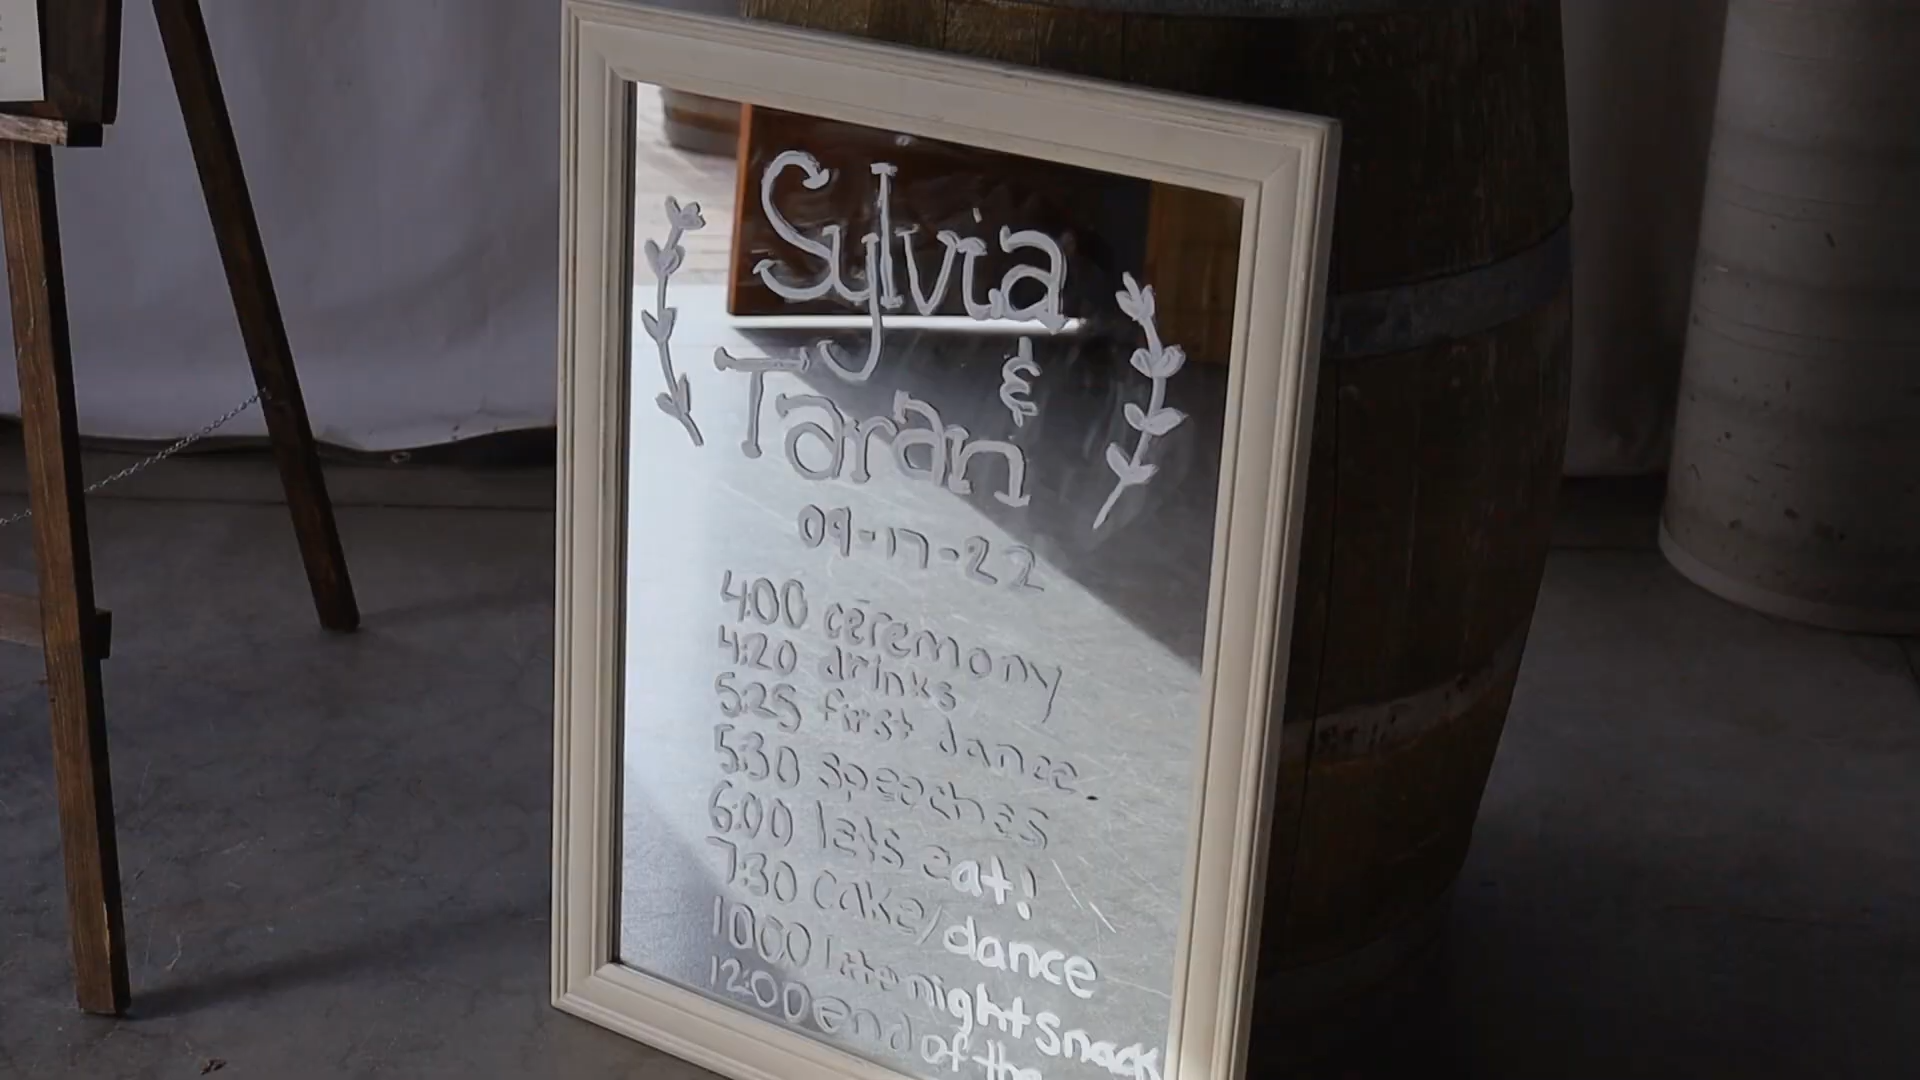 Sylvia
&
Taran
09-17-22
4:00 ceremony
4:20 drinks
5:25 first dance.
5:30 speaches
6:00 lets eat!
7:30 cake/dance
10:00 late night snack
12:00 end of the